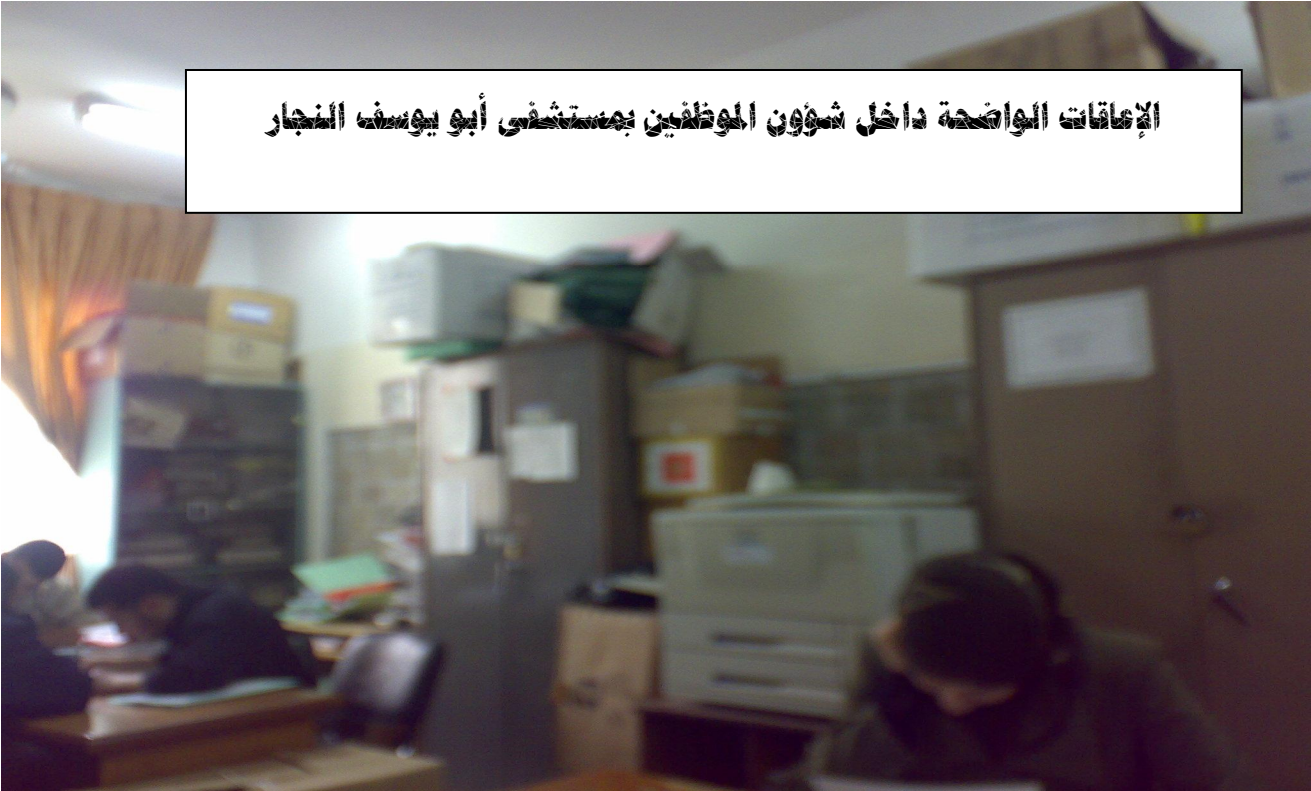 الإعاقات الواضحة داخل شؤون الموظفين بمستشفى أبو يوسف النجار